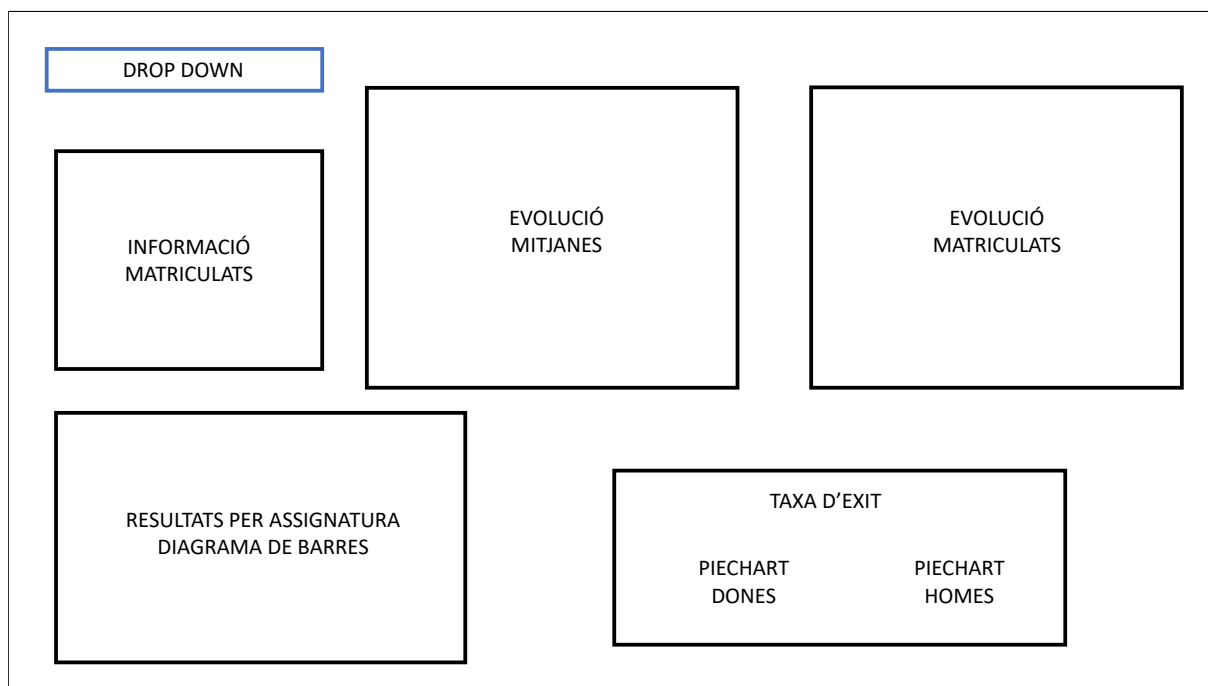 DROP DOWN
INFORMACIÓ
MATRICULATS
EVOLUCIÓ
MITJANES
EVOLUCIÓ
MATRICULATS
RESULTATS PER ASSIGNATURA
DIAGRAMA DE BARRES
TAXA D'EXIT
PIECHART
DONES
PIECHART
HOMES